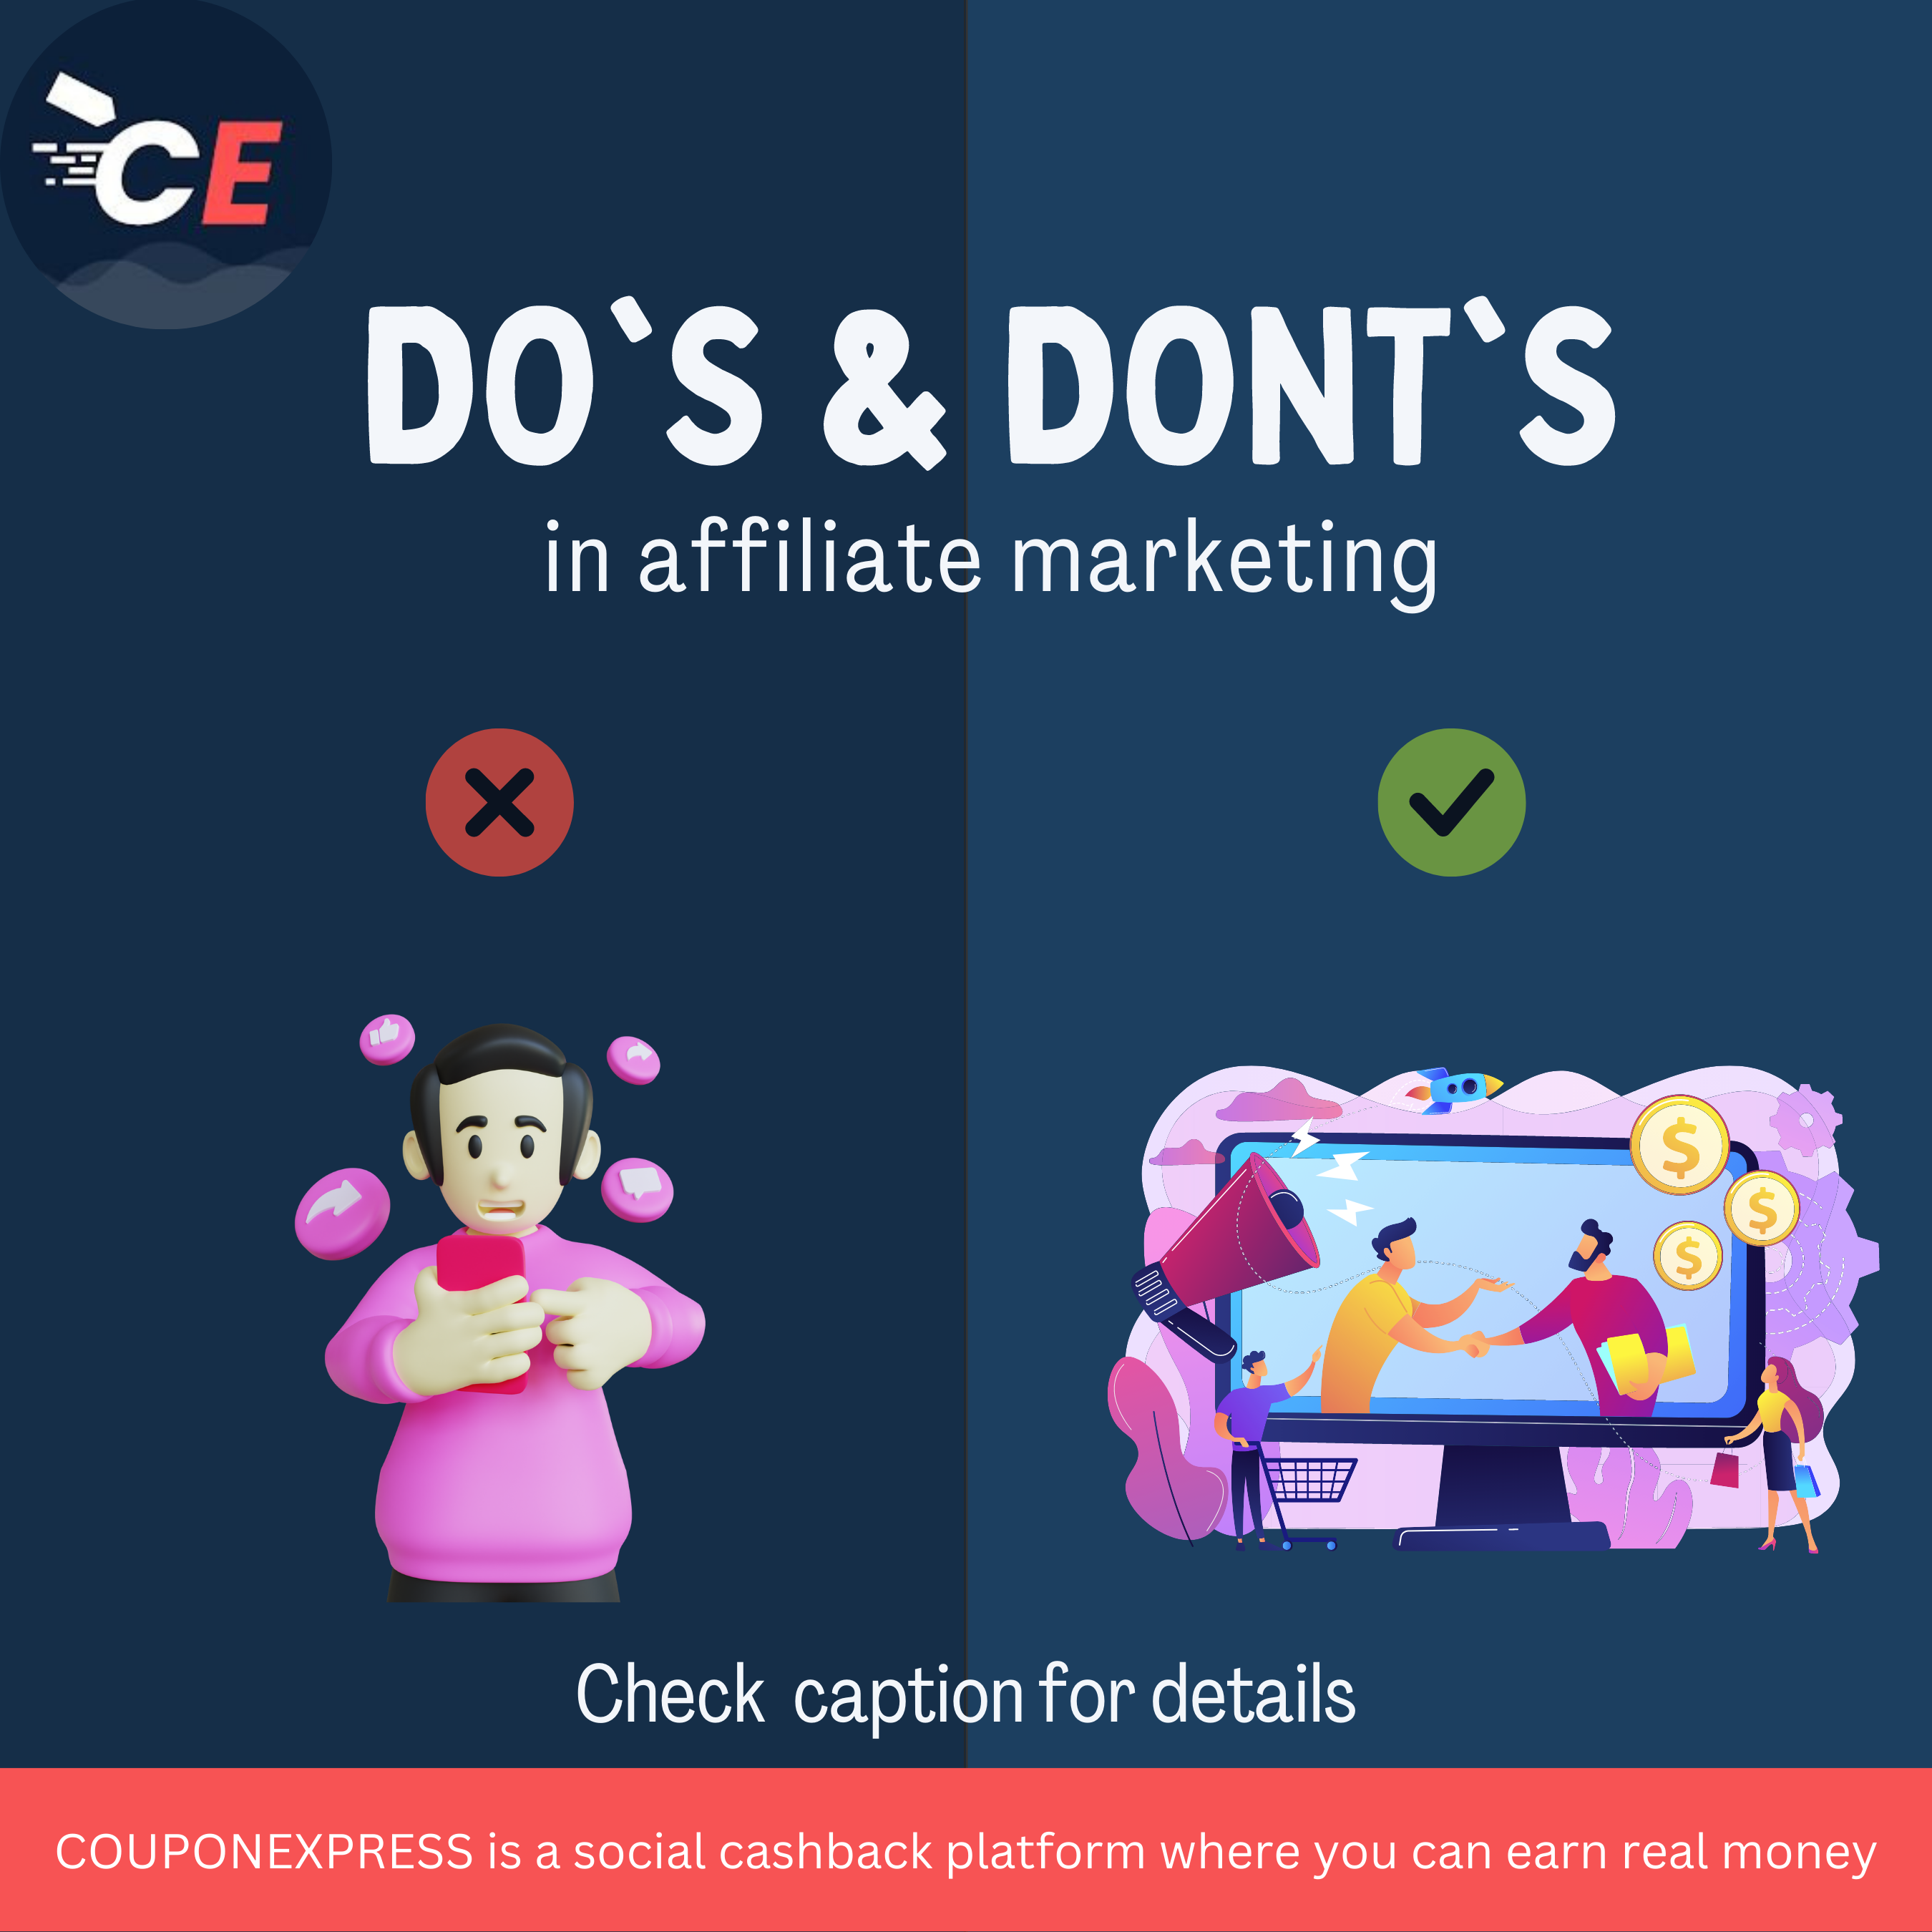 CE
DO`S & DONT`S
in affiliate marketing
Check caption for details
COUPONEXPRESS is a social cashback platform where you can earn real money